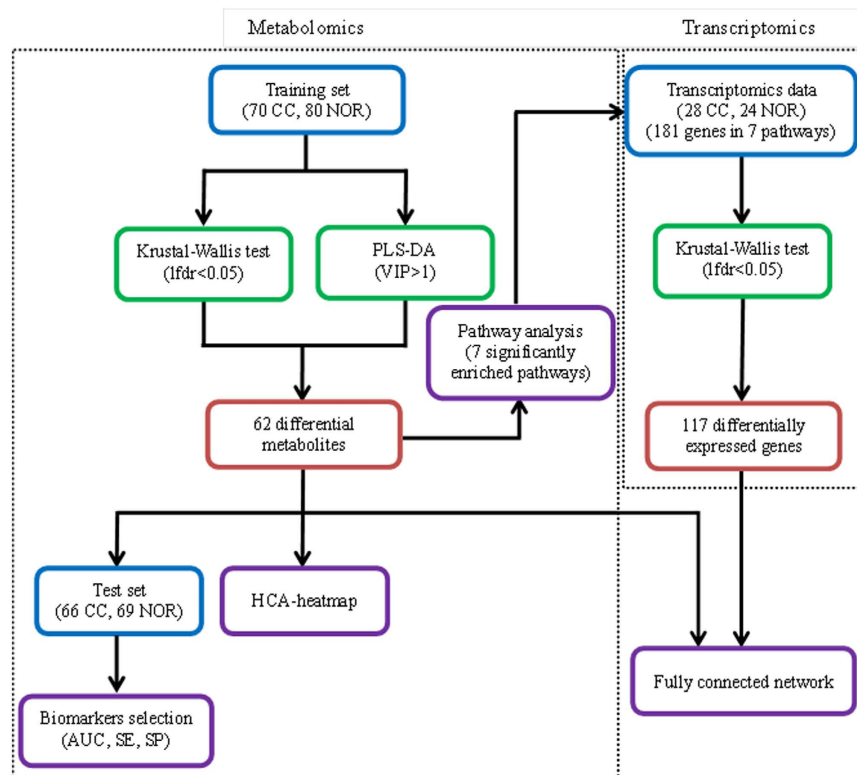 Metabolomics
Transcriptomics
Training set
(70 CC, 80 NOR)
Transcriptomics data
(28 CC, 24 NOR)
(181 genes in 7 pathways)
Krustal-Wallis test
(lfdr<0.05)
PLS-DA
(VIP>1)
Krustal-Wallis test
(lfdr<0.05)
Pathway analysis
(7 significantly
enriched pathways)
62 differential
metabolites
117 differentially
expressed genes
Test set
(66 CC, 69 NOR)
HCA-heatmap
Fully connected network
Biomarkers selection
(AUC, SE, SP)